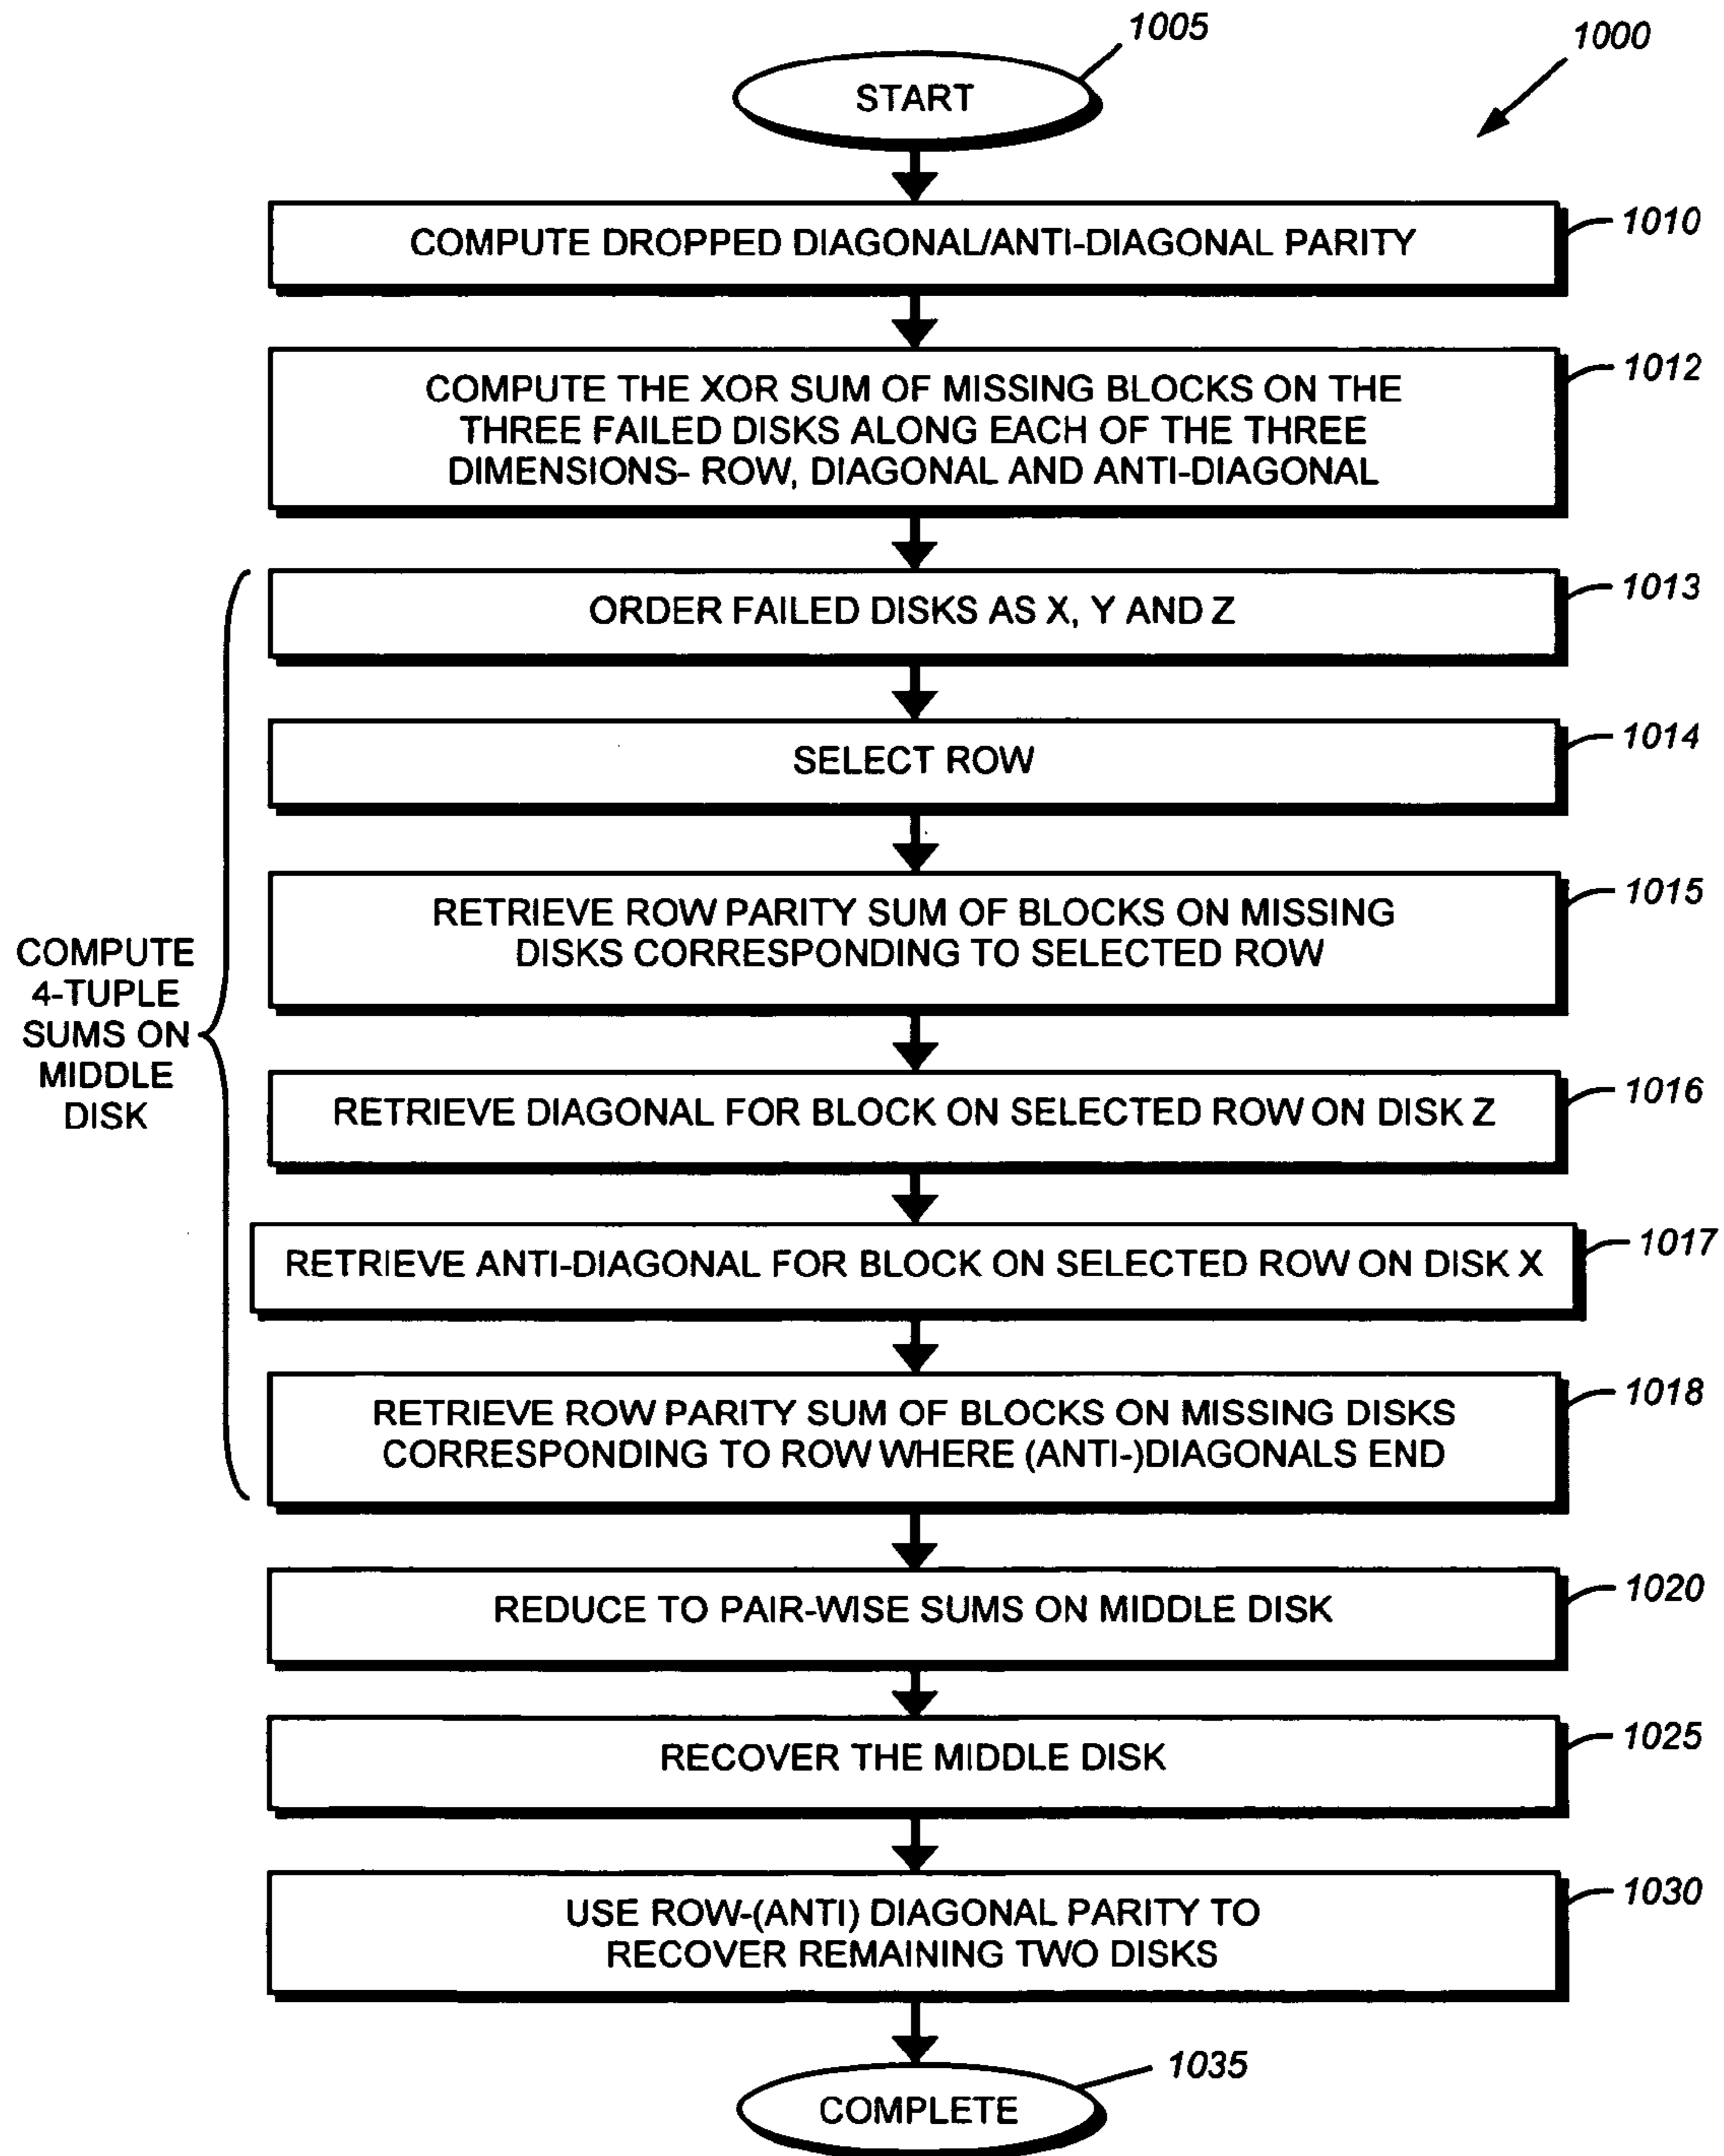 1005
1000
START
COMPUTE DROPPED DIAGONAL/ANTI-DIAGONAL PARITY
1010
COMPUTE THE XOR SUM OF MISSING BLOCKS ON THE
THREE FAILED DISKS ALONG EACH OF THE THREE
DIMENSIONS- ROW, DIAGONAL AND ANTI-DIAGONAL
1012
ORDER FAILED DISKS AS X, Y AND Z
1013
SELECT ROW
1014
RETRIEVE ROW PARITY SUM OF BLOCKS ON MISSING
DISKS CORRESPONDING TO SELECTED ROW
1015
COMPUTE
4-TUPLE
SUMS ON
MIDDLE
DISK
RETRIEVE DIAGONAL FOR BLOCK ON SELECTED ROW ON DISK Z
1016
RETRIEVE ANTI-DIAGONAL FOR BLOCK ON SELECTED ROW ON DISK X
1017
RETRIEVE ROW PARITY SUM OF BLOCKS ON MISSING DISKS
CORRESPONDING TO ROW WHERE (ANTI-)DIAGONALS END
1018
REDUCE TO PAIR-WISE SUMS ON MIDDLE DISK
1020
RECOVER THE MIDDLE DISK
1025
USE ROW-(ANTI) DIAGONAL PARITY TO
RECOVER REMAINING TWO DISKS
1030
1035
COMPLETE